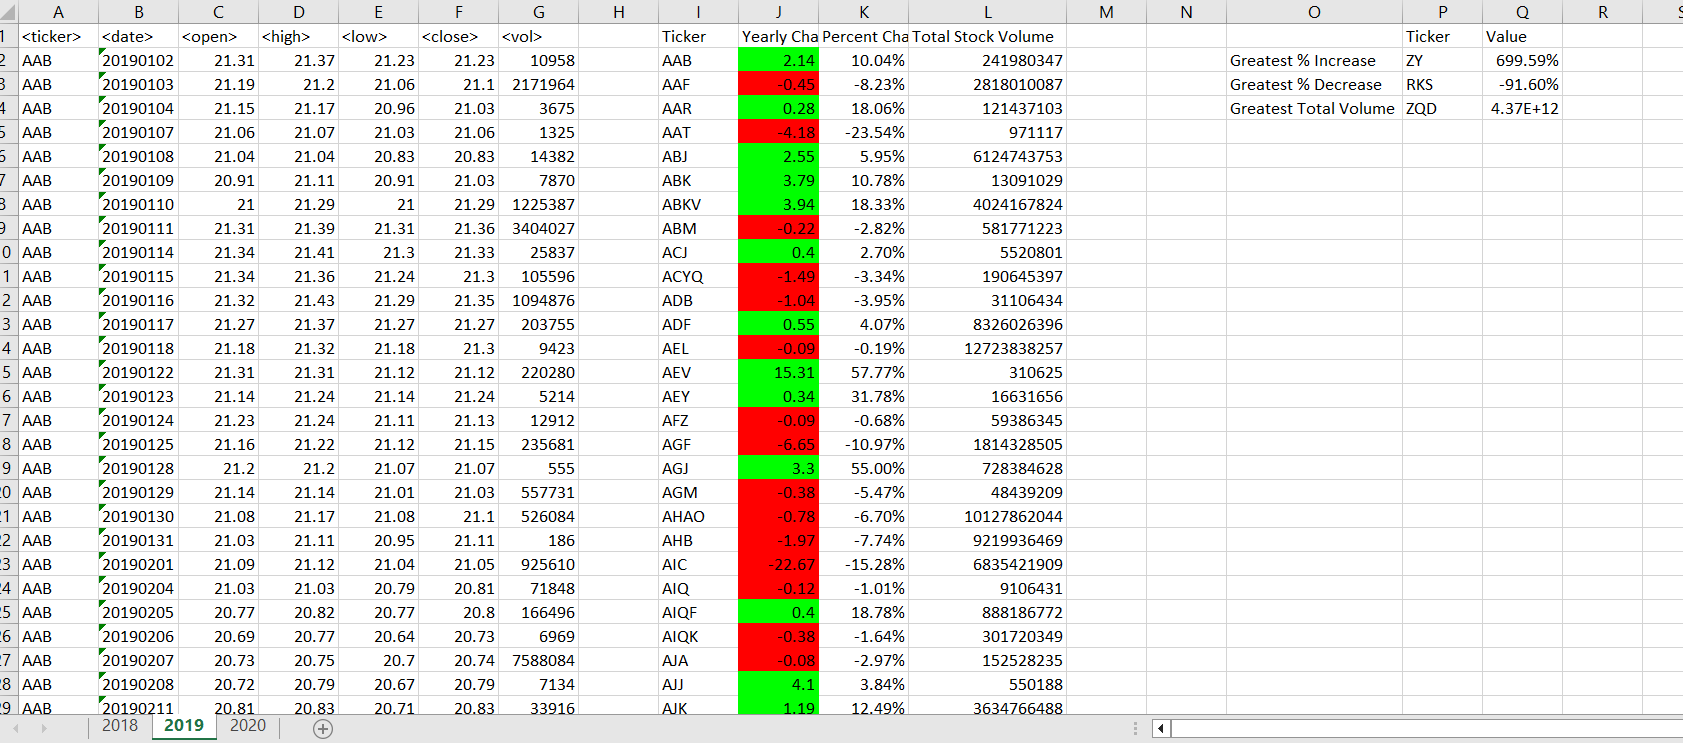 A B C D E F G H I J K L M N O P Q R S
1 <ticker> <date> <open> <high> <low> <close> <vol> Ticker Yearly Cha Percent Cha Total Stock Volume Ticker Value
2 AAB 20190102 21.31 21.37 21.23 21.23 10958 AAB 2.14 10.04% 241980347 Greatest % Increase ZY 699.59%
3 AAB 20190103 21.19 21.2 21.06 21.1 2171964 AAF -0.45 -8.23% 2818010087 Greatest % Decrease RKS -91.60%
4 AAB 20190104 21.15 21.17 20.96 21.03 3675 AAR 0.28 18.06% 121437103 Greatest Total Volume ZQD 4.37E+12
5 AAB 20190107 21.06 21.07 21.03 21.06 1325 AAT -4.18 -23.54% 971117
6 AAB 20190108 21.04 21.04 20.83 20.83 14382 ABJ 2.55 5.95% 6124743753
7 AAB 20190109 20.91 21.11 20.91 21.03 7870 ABK 3.79 10.78% 13091029
8 AAB 20190110 21 21.29 21 21.29 1225387 ABKV 3.94 18.33% 4024167824
9 AAB 20190111 21.31 21.39 21.31 21.36 3404027 ABM -0.22 -2.82% 581771223
0 AAB 20190114 21.34 21.41 21.3 21.33 25837 ACJ 0.4 2.70% 5520801
1 AAB 20190115 21.34 21.36 21.24 21.3 105596 ACYQ -1.49 -3.34% 190645397
2 AAB 20190116 21.32 21.43 21.29 21.35 1094876 ADB -1.04 -3.95% 31106434
3 AAB 20190117 21.27 21.37 21.27 21.27 203755 ADF 0.55 4.07% 8326026396
4 AAB 20190118 21.18 21.32 21.18 21.3 9423 AEL -0.09 -0.19% 12723838257
5 AAB 20190122 21.31 21.31 21.12 21.12 220280 AEV 15.31 57.77% 310625
6 AAB 20190123 21.14 21.24 21.14 21.24 5214 AEY 0.34 31.78% 16631656
7 AAB 20190124 21.23 21.24 21.11 21.13 12912 AFZ -0.09 -0.68% 59386345
8 AAB 20190125 21.16 21.22 21.12 21.15 235681 AGF -6.65 -10.97% 1814328505
9 AAB 20190128 21.2 21.2 21.07 21.07 555 AGJ 3.3 55.00% 728384628
20 AAB 20190129 21.14 21.14 21.01 21.03 557731 AGM -0.38 -5.47% 48439209
21 AAB 20190130 21.08 21.17 21.08 21.1 526084 AHAO -0.78 -6.70% 10127862044
22 AAB 20190131 21.03 21.11 20.95 21.11 186 AHB -1.97 -7.74% 9219936469
23 AAB 20190201 21.09 21.12 21.04 21.05 925610 AIC -22.67 -15.28% 6835421909
24 AAB 20190204 21.03 21.03 20.79 20.81 71848 AIQ -0.12 -1.01% 9106431
25 AAB 20190205 20.77 20.82 20.77 20.8 166496 AIQF 0.4 18.78% 888186772
26 AAB 20190206 20.69 20.77 20.64 20.73 6969 AIQK -0.38 -1.64% 301720349
27 AAB 20190207 20.73 20.75 20.7 20.74 7588084 AJA -0.08 -2.97% 152528235
28 AAB 20190208 20.72 20.79 20.67 20.79 7134 AJJ 4.1 3.84% 550188
29 AAB 20190211 20.81 20.83 20.71 20.83 33916 AJK 1.19 12.49% 3634766488
2018 2019 2020